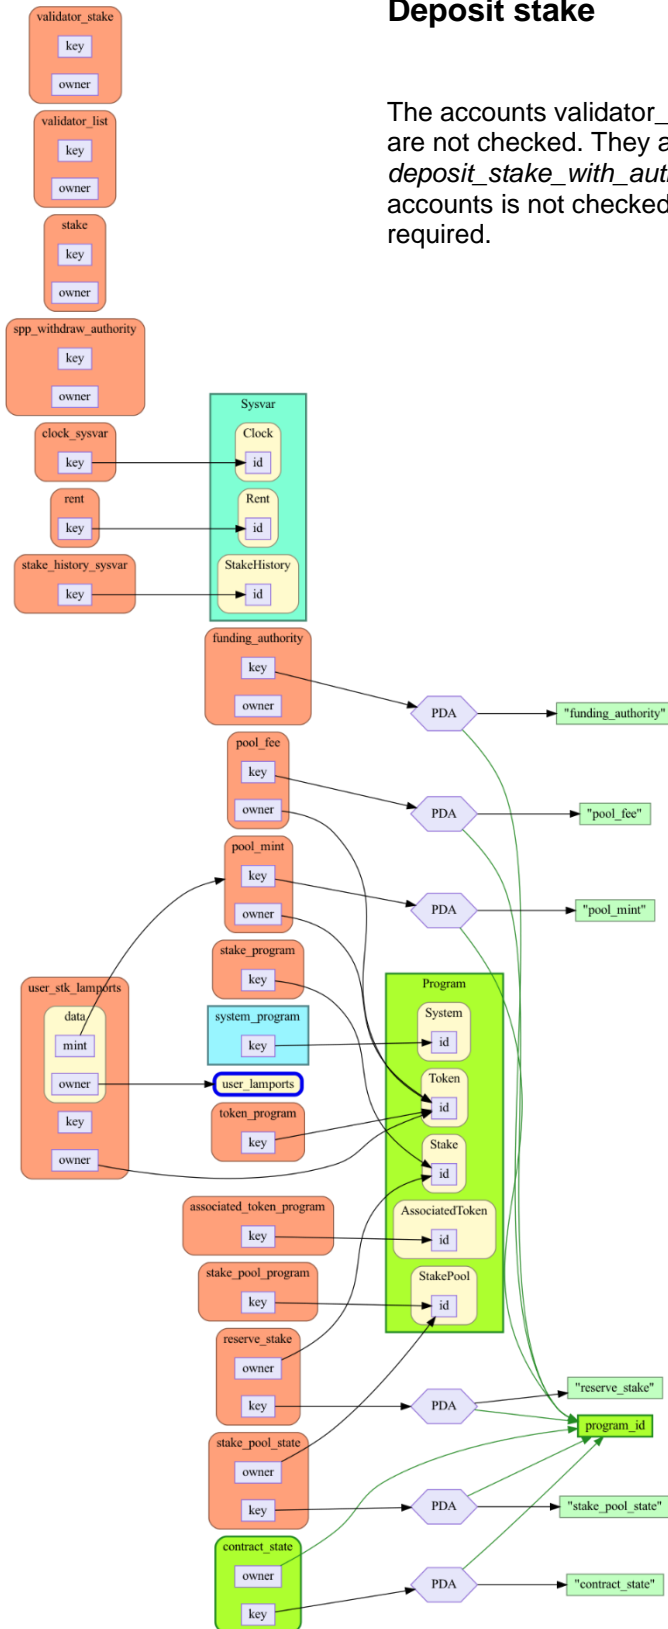 Deposit stake
The accounts validator_
are not checked. They a
deposit_stake_with_aut
accounts is not checked
required.
validator_stake
key
owner
validator_list
key
owner
stake
key
owner
spp_withdraw_authority
key
owner
clock_sysvar
key
rent
key
stake_history_sysvar
key
Sysvar
Clock
id
Rent
id
StakeHistory
id
funding_authority
key
owner
PDA
"funding_authority"
pool_fee
key
owner
PDA
"pool_fee"
pool_mint
key
owner
PDA
"pool_mint"
stake_program
key
user_stk_lamports
data
mint
owner
key
owner
system_program
key
user_lamports
token_program
key
Program
System
id
Token
id
Stake
id
AssociatedToken
id
StakePool
id
associated_token_program
key
stake_pool_program
key
reserve_stake
owner
key
PDA
"reserve_stake"
program_id
stake_pool_state
owner
key
PDA
"stake_pool_state"
contract_state
owner
key
PDA
"contract_state"